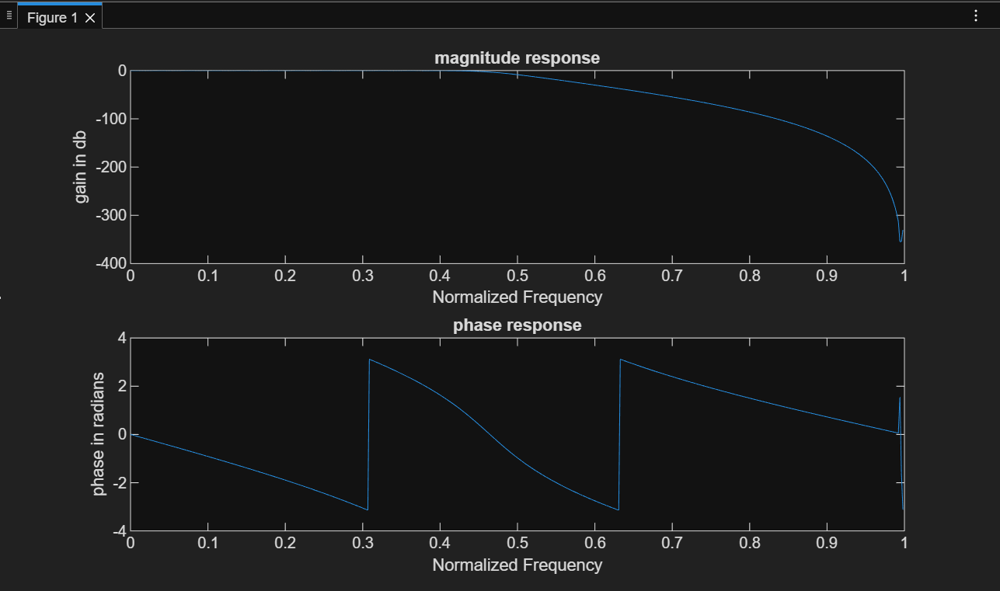 Figure 1
magnitude response
gain in db
0
-100
-200
-300
-400
0 0.1 0.2 0.3 0.4 0.5 0.6 0.7 0.8 0.9 1
Normalized Frequency
phase response
phase in radians
4
2
0
-2
-4
0 0.1 0.2 0.3 0.4 0.5 0.6 0.7 0.8 0.9 1
Normalized Frequency